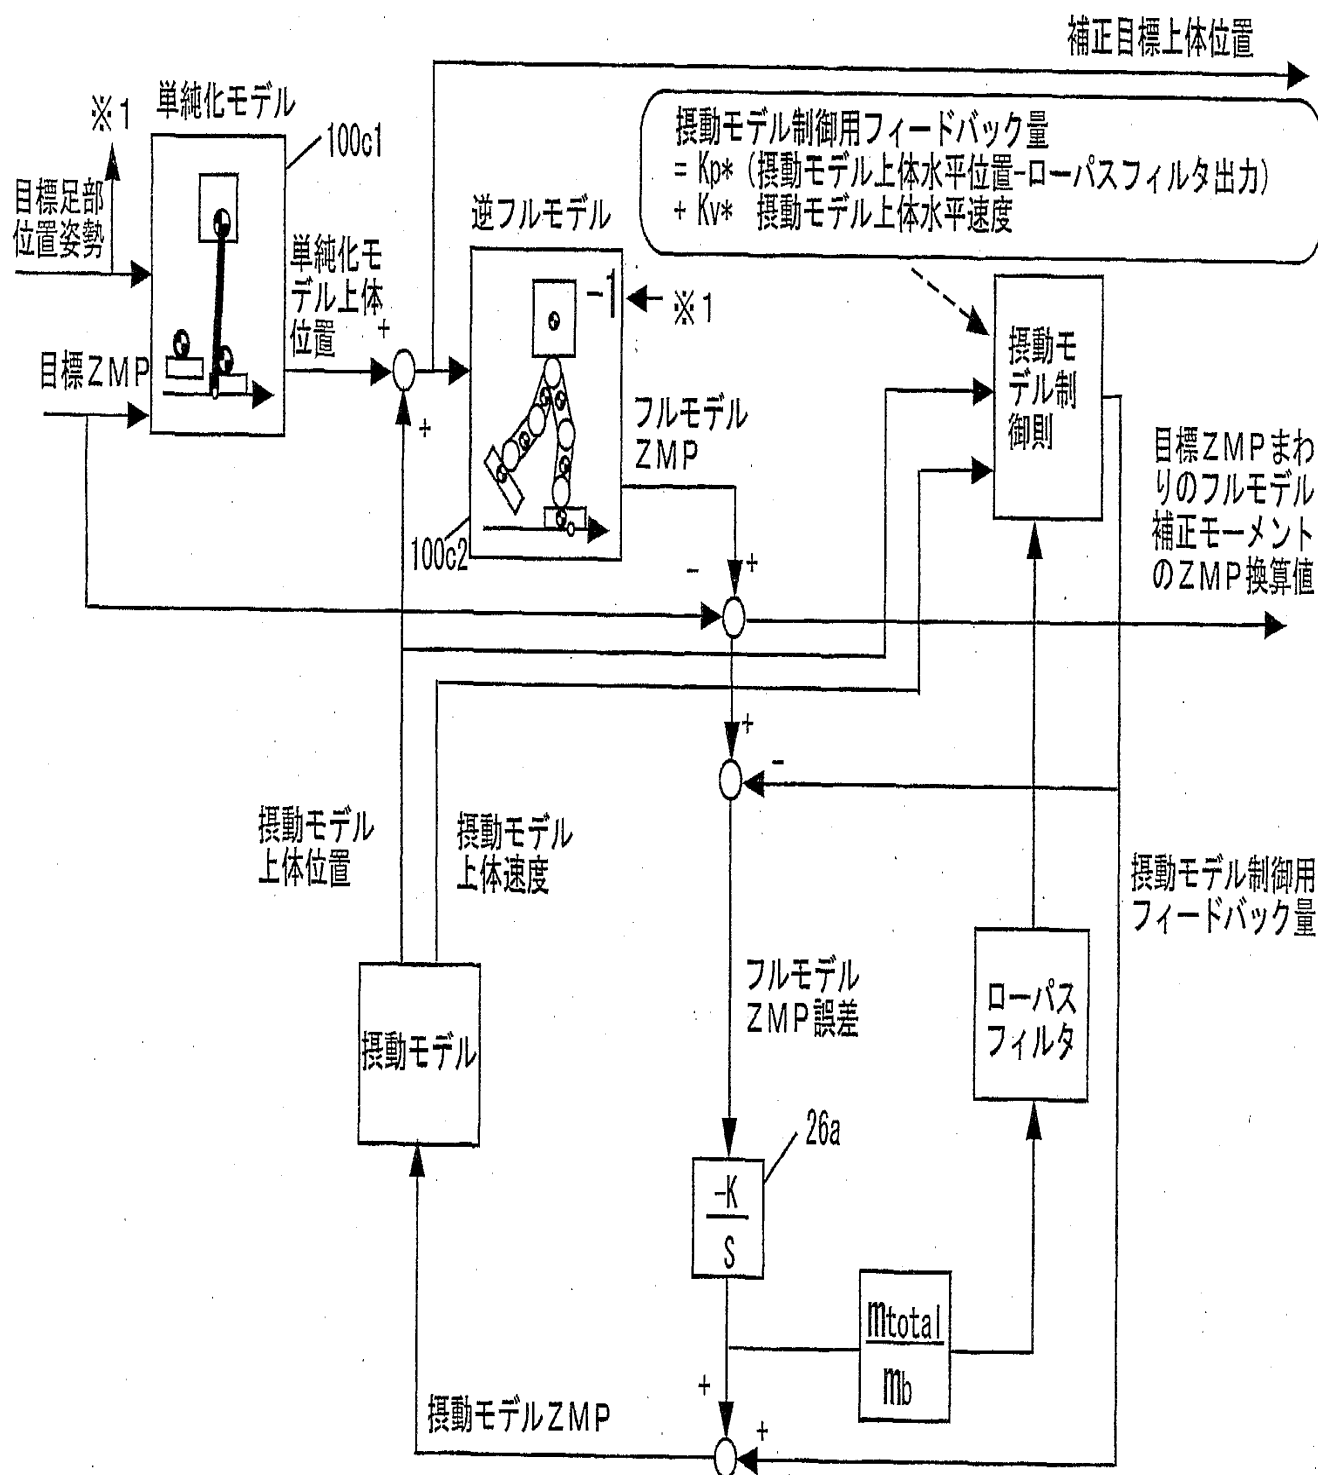 補正目標上体位置
※1
単純化モデル
100c1
摂動モデル制御用フィードバック量
= Kp* (摂動モデル上体水平位置-ローパスフィルタ出力)
+ Kv* 摂動モデル上体水平速度
目標足部
位置姿勢
逆フルモデル
単純化モ
デル上体
位置
+
-1
※1
目標ZMP
+
摂動モ
デル制
御則
フルモデル
ZMP
100c2
目標ZMPまわ
りのフルモデル
補正モーメント
のZMP換算値
-
+
+
-
摂動モデル
上体位置
摂動モデル
上体速度
摂動モデル制御用
フィードバック量
フルモデル
ZMP誤差
ローパス
フィルタ
摂動モデル
26a
-K
S
mtotal
mb
+
摂動モデルZMP
+